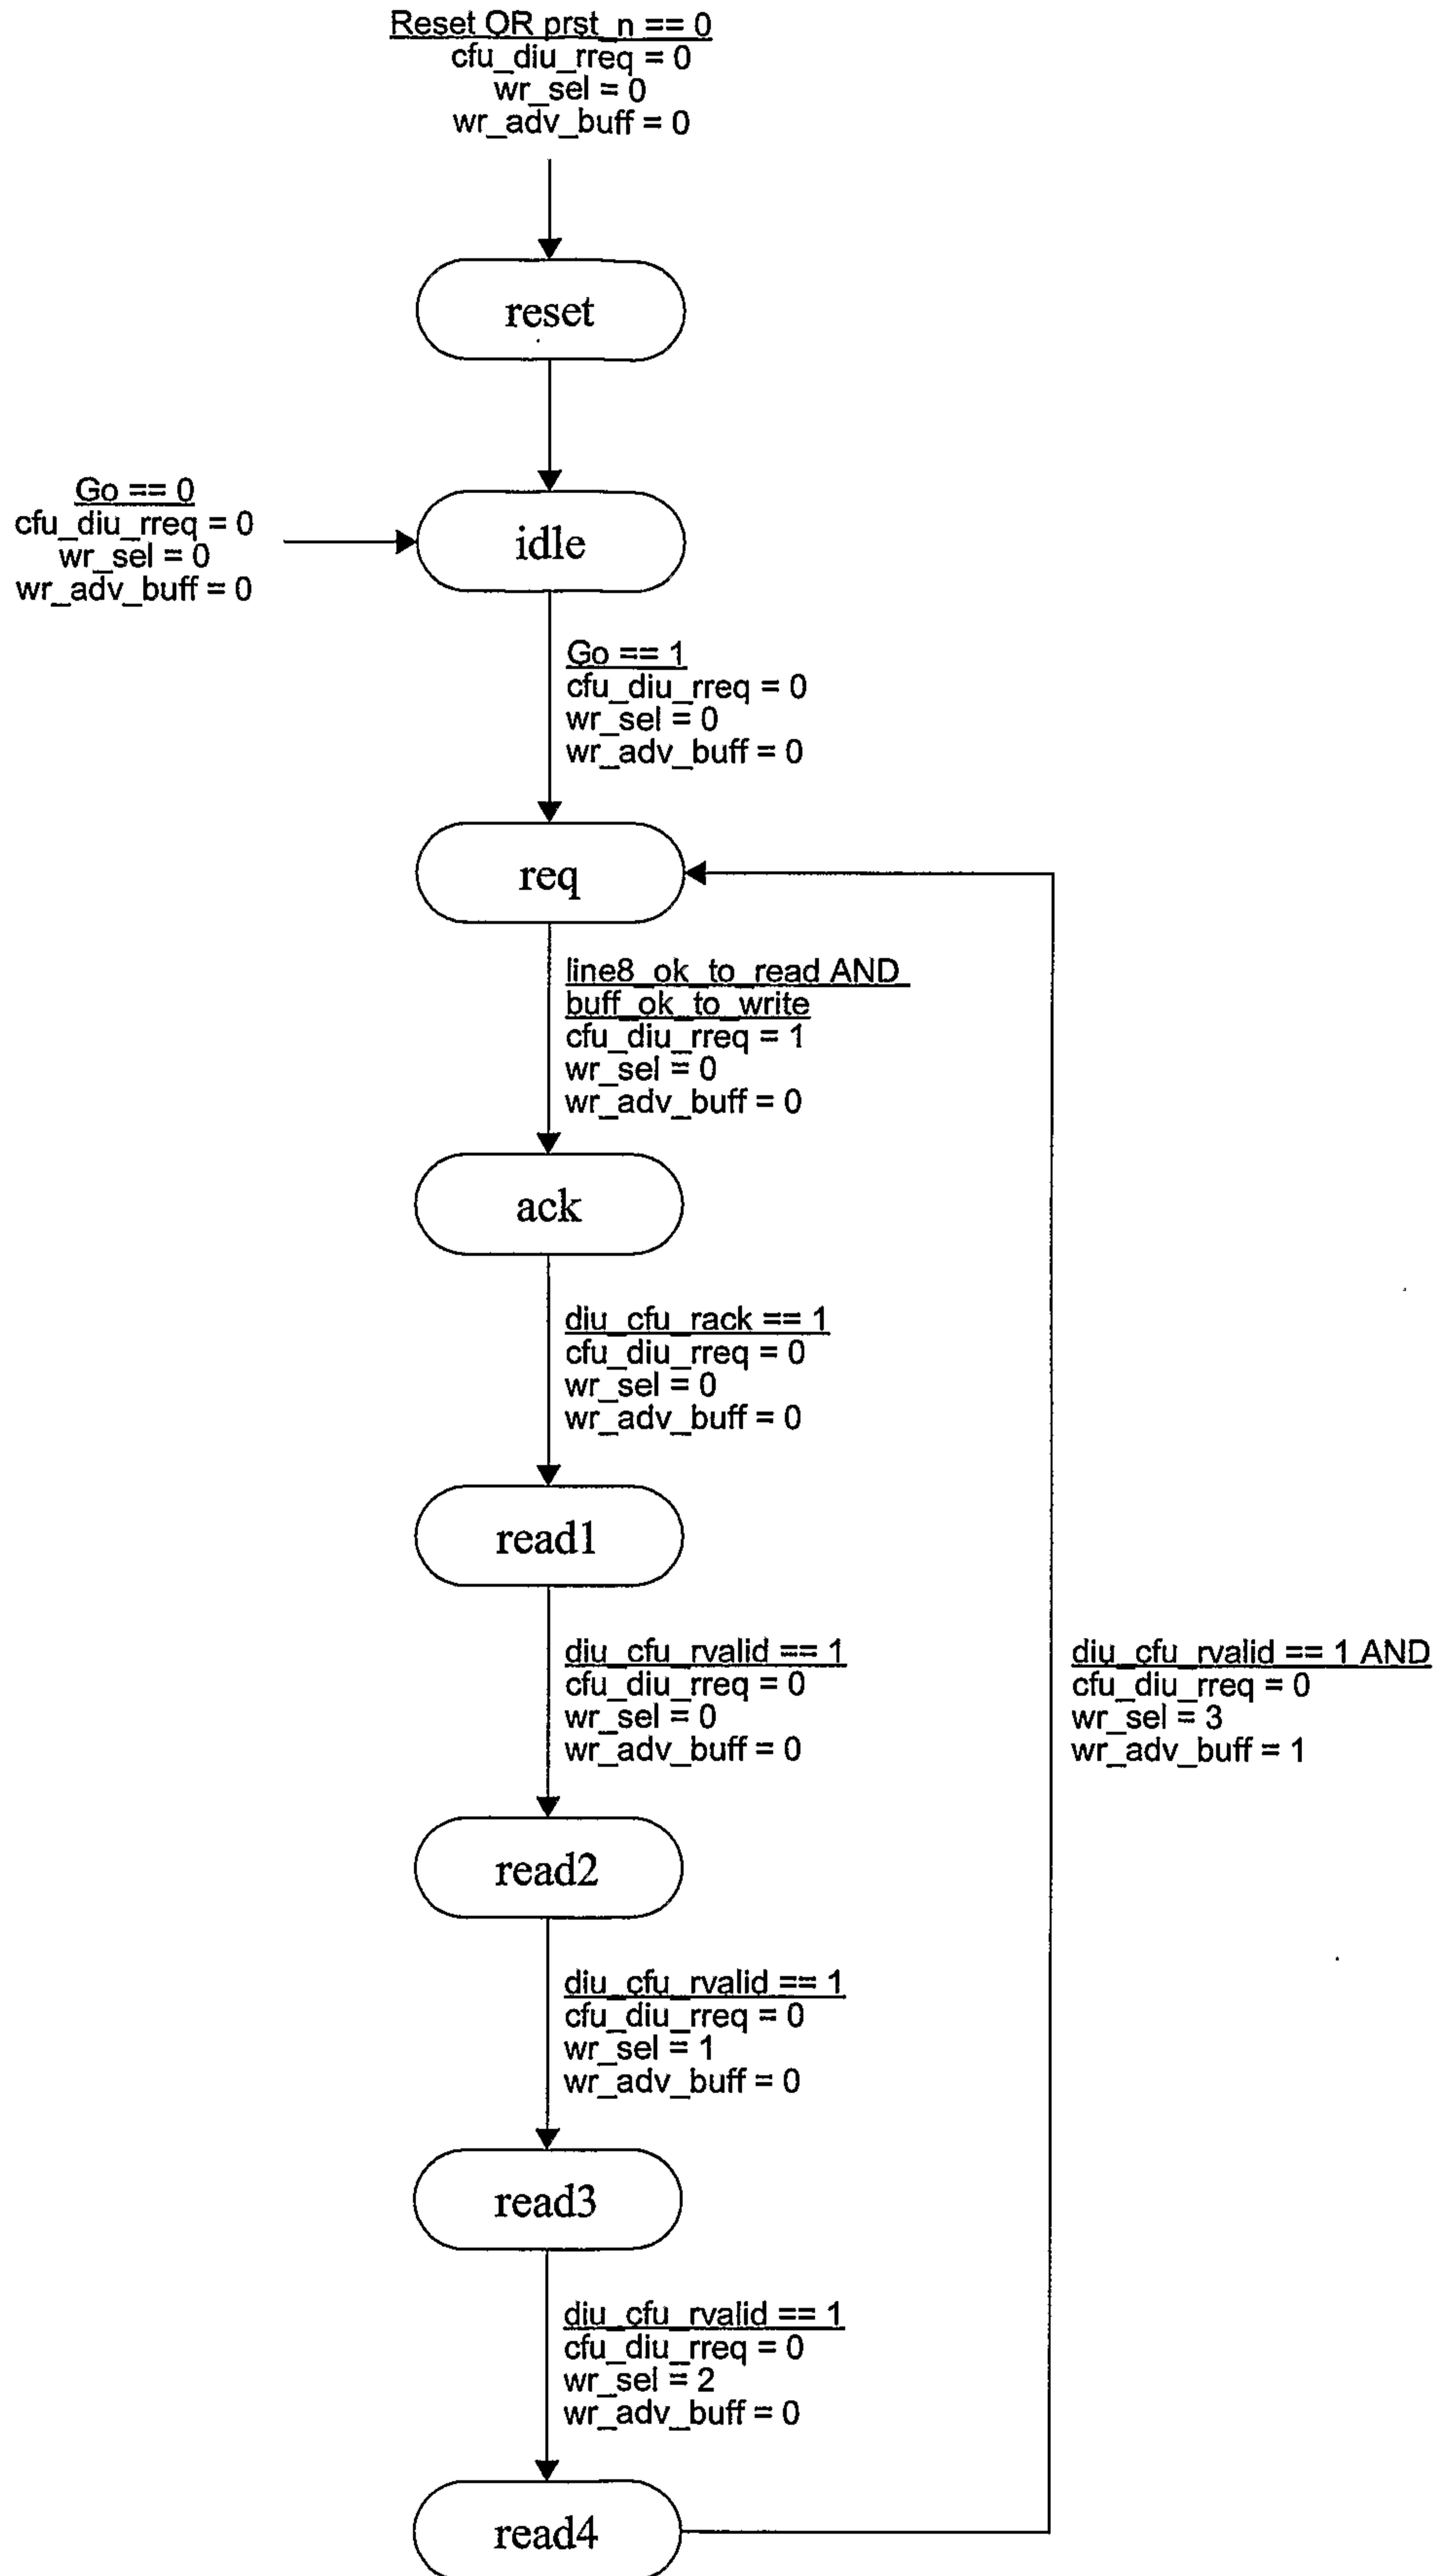 Reset OR prst_n == 0
cfu_diu_rreq = 0
wr_sel = 0
wr_adv_buff = 0
reset
Go == 0
cfu_diu_rreq = 0
wr_sel = 0
wr_adv_buff = 0
idle
Go == 1
cfu_diu_rreq = 0
wr_sel = 0
wr_adv_buff = 0
req
line8_ok_to_read AND
buff_ok_to_write
cfu_diu_rreq = 1
wr_sel = 0
wr_adv_buff = 0
ack
diu_cfu_rack == 1
cfu_diu_rreq = 0
wr_sel = 0
wr_adv_buff = 0
read1
diu_cfu_rvalid == 1
cfu_diu_rreq = 0
wr_sel = 0
wr_adv_buff = 0
diu_cfu_rvalid == 1 AND
cfu_diu_rreq = 0
wr_sel = 3
wr_adv_buff = 1
read2
diu_cfu_rvalid == 1
cfu_diu_rreq = 0
wr_sel = 1
wr_adv_buff = 0
read3
diu_cfu_rvalid == 1
cfu_diu_rreq = 0
wr_sel = 2
wr_adv_buff = 0
read4